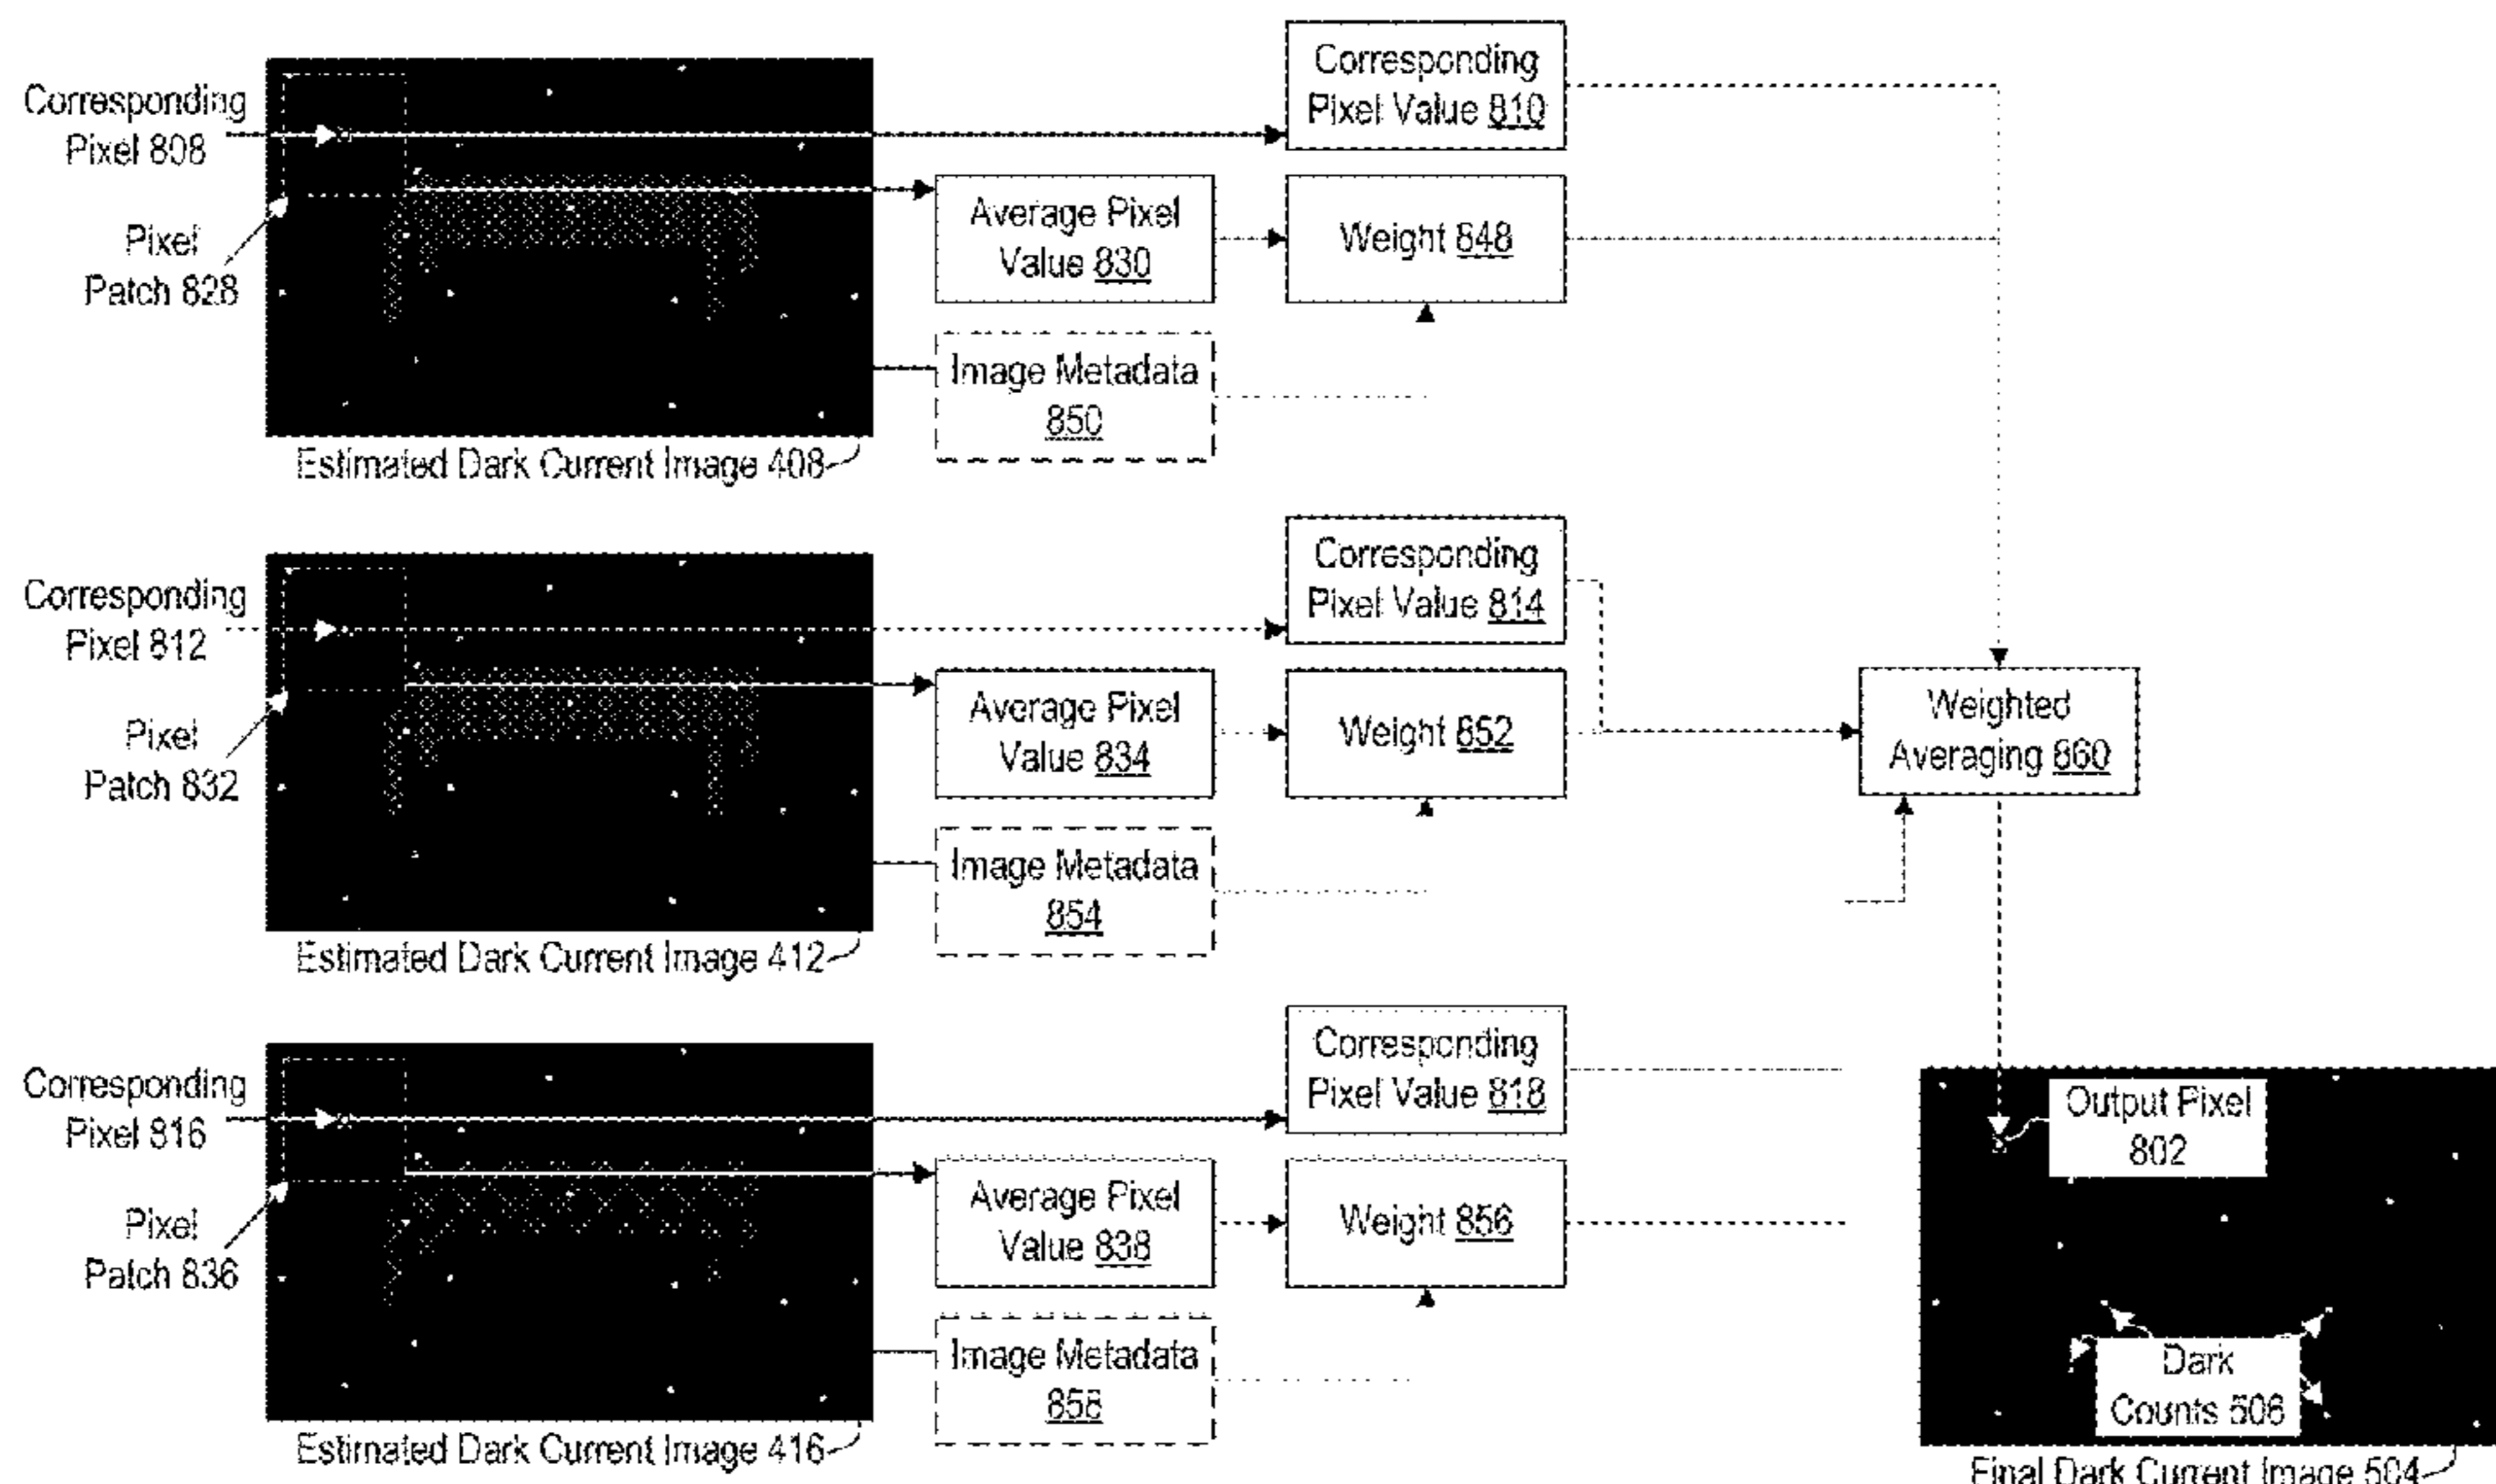 Corresponding
Pixel 808
Pixel
Patch 828
Estimated Dark Current Image 408
Corresponding
Pixel Value 810
Average Pixel
Value 830
Weight 848
Image Metadata
850
Corresponding
Pixel 812
Pixel
Patch 832
Estimated Dark Current Image 412
Corresponding
Pixel Value 814
Average Pixel
Value 834
Weight 852
Image Metadata
854
Weighted
Averaging 860
Corresponding
Pixel 816
Pixel
Patch 836
Estimated Dark Current Image 416
Corresponding
Pixel Value 818
Average Pixel
Value 838
Weight 856
Image Metadata
858
Output Pixel
802
Dark
Counts 506
Final Dark Current Image 504